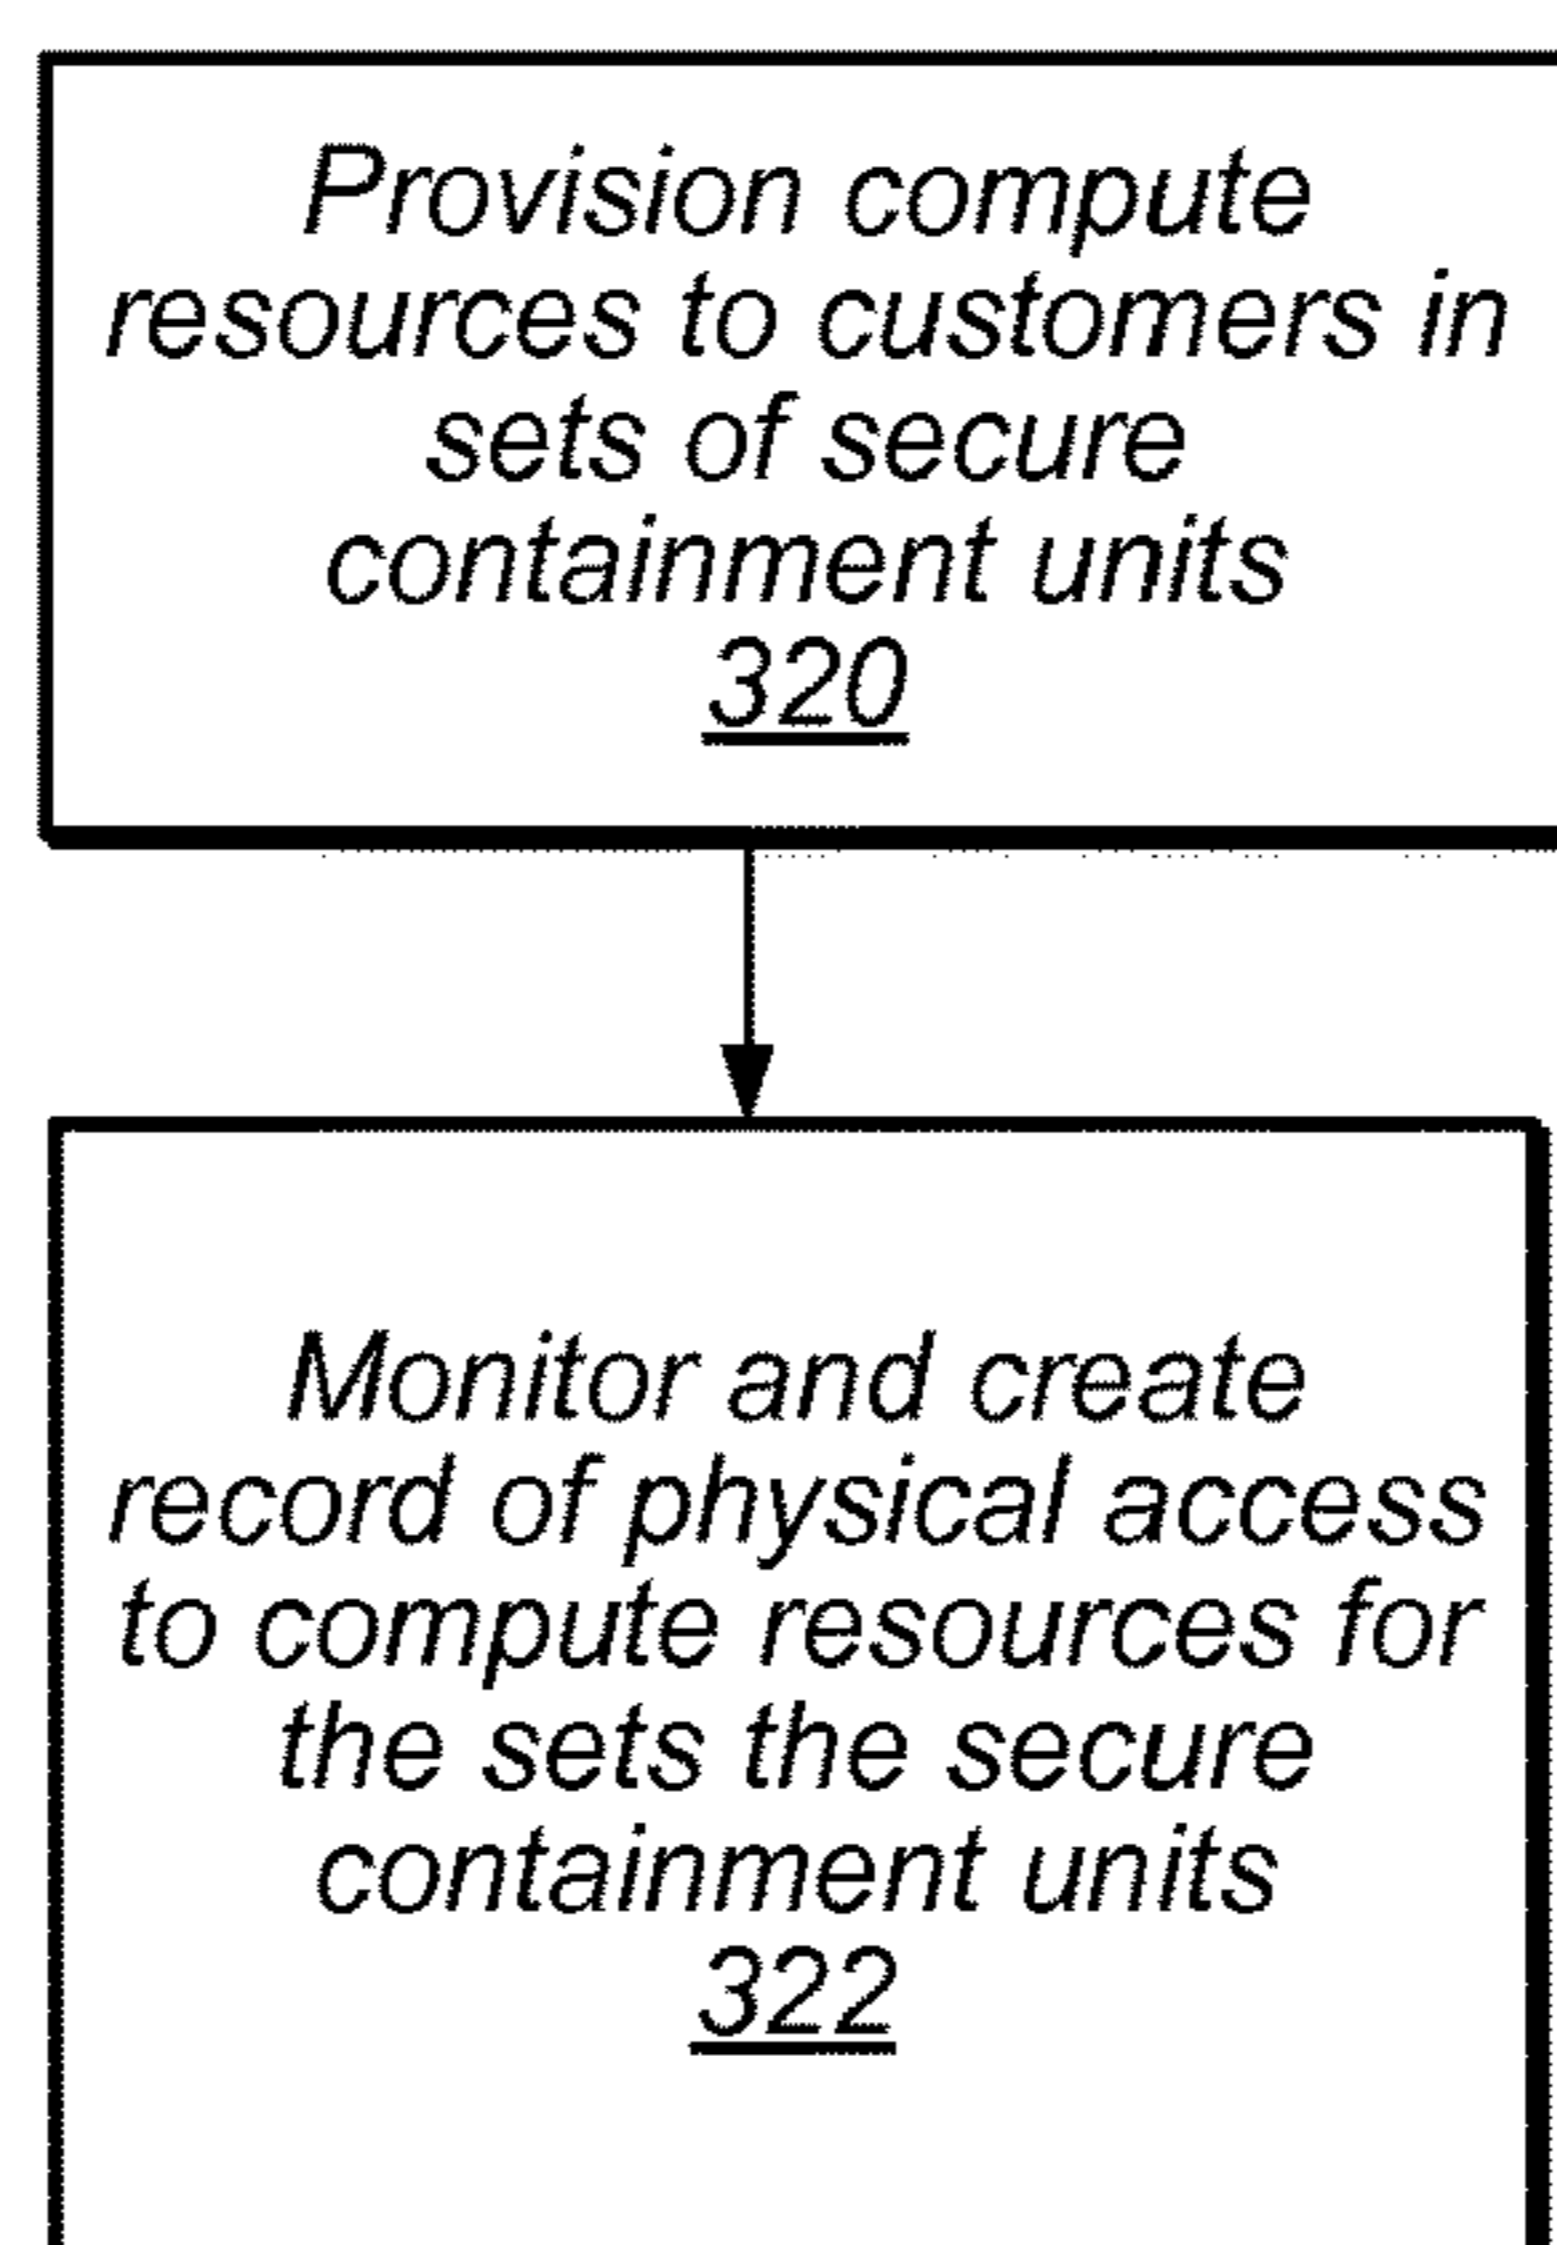 Provision compute
resources to customers in
sets of secure
containment units
320
Monitor and create
record of physical access
to compute resources for
the sets the secure
containment units
322